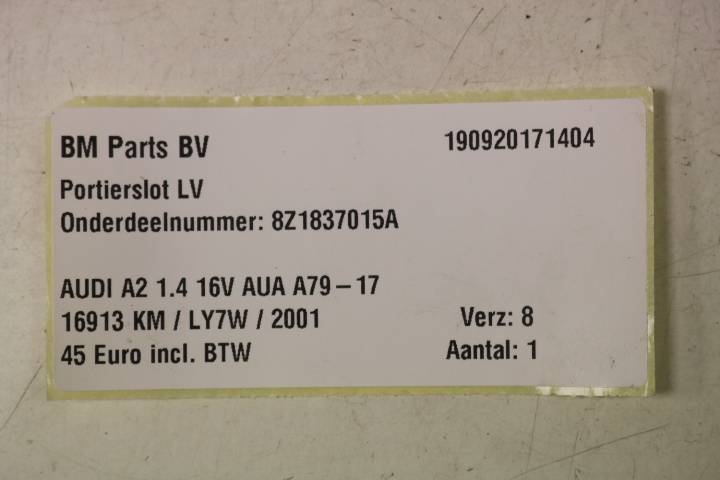 BM Parts BV 190920171404
Portierslot LV
Onderdeelnummer: 8Z1837015A
AUDI A2 1.4 16V AUA A79-17
16913 KM / LY7W / 2001 Verz: 8
45 Euro incl. BTW Aantal: 1